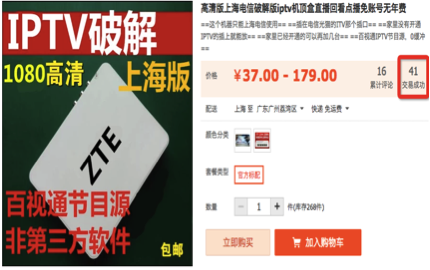 IPTV破解
1080高清
上海版
ZTE
百视通节目源
非第三方软件
包邮
高清版上海电信破解版iptv机顶盒直播回看点播免账号无年费
==这个机器只能上海电信使用== ==插在电信光猫的ITV那个插口== ==家里没有开通
IPTV的插上就能放== ==家里已经开通的可以再加几台== ==百视通IPTV节目源、0缓冲
==
价格
¥37.00 - 179.00
16
累计评论
41
交易成功
配送
上海 至 广东广州荔湾区
快递 免运费
颜色分类
套餐类型
官方标配
数量
- 1 +
件(库存268件)
立即购买
加入购物车